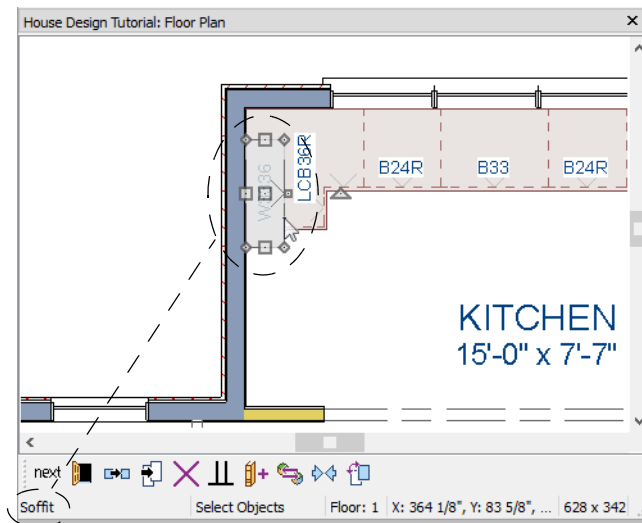 House Design Tutorial: Floor Plan
LCB36R
B24R
B33
B24R
KITCHEN
15'-0" x 7'-7"
next
Soffit
Select Objects
Floor: 1
X: 364 1/8", Y: 83 5/8", ...
628 x 342